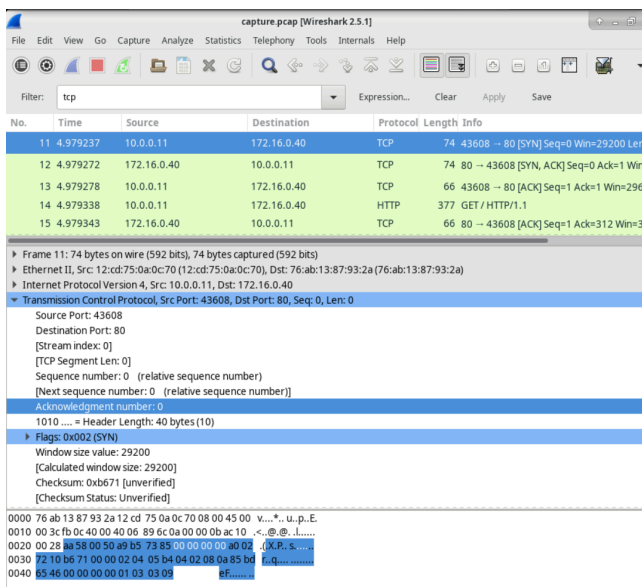 capture.pcap [Wireshark 2.5.1]
File Edit View Go Capture Analyze Statistics Telephony Tools Internals Help
Filter: tcp Expression... Clear Apply Save
No. Time Source Destination Protocol Length Info
11 4.979237 10.0.0.11 172.16.0.40 TCP 74 43608 → 80 [SYN] Seq=0 Win=29200 Len
12 4.979272 172.16.0.40 10.0.0.11 TCP 74 80 → 43608 [SYN, ACK] Seq=0 Ack=1 Win
13 4.979278 10.0.0.11 172.16.0.40 TCP 66 43608 → 80 [ACK] Seq=1 Ack=1 Win=296
14 4.979338 10.0.0.11 172.16.0.40 HTTP 377 GET / HTTP/1.1
15 4.979343 172.16.0.40 10.0.0.11 TCP 66 80 → 43608 [ACK] Seq=1 Ack=312 Win=3
Frame 11: 74 bytes on wire (592 bits), 74 bytes captured (592 bits)
Ethernet II, Src: 12:cd:75:0a:0c:70 (12:cd:75:0a:0c:70), Dst: 76:ab:13:87:93:2a (76:ab:13:87:93:2a)
Internet Protocol Version 4, Src: 10.0.0.11, Dst: 172.16.0.40
Transmission Control Protocol, Src Port: 43608, Dst Port: 80, Seq: 0, Len: 0
Source Port: 43608
Destination Port: 80
[Stream index: 0]
[TCP Segment Len: 0]
Sequence number: 0 (relative sequence number)
[Next sequence number: 0 (relative sequence number)]
Acknowledgment number: 0
1010 .... = Header Length: 40 bytes (10)
Flags: 0x002 (SYN)
Window size value: 29200
[Calculated window size: 29200]
Checksum: 0xb671 [unverified]
[Checksum Status: Unverified]
0000 76 ab 13 87 93 2a 12 cd 75 0a 0c 70 08 00 45 00 v....*.. u..p..E.
0010 00 3c fb 0c 40 00 40 06 89 6c 0a 00 00 0b ac 10 .<..@.@. .l......
0020 00 28 aa 58 00 50 a9 b5 73 85 00 00 00 00 a0 02 .(.X.P.. s.......
0030 72 10 b6 71 00 00 02 04 05 b4 04 02 08 0a 85 bd r..q.... ........
0040 65 46 00 00 00 00 01 03 03 09 eF...... ..